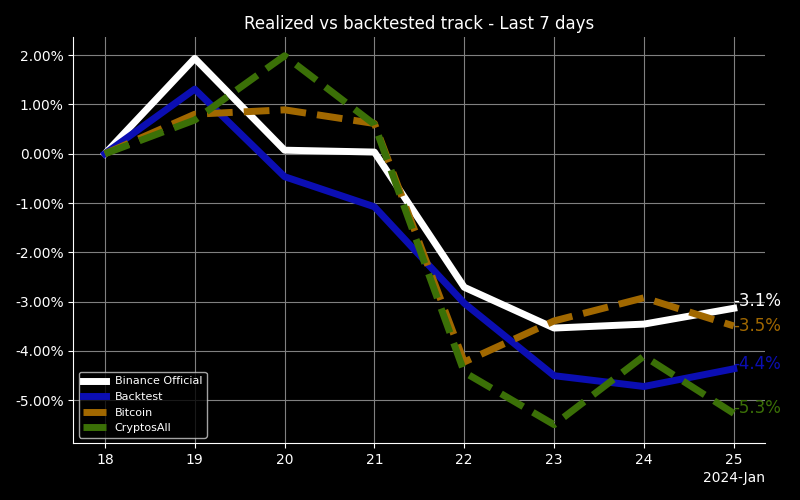 Realized vs backtested track - Last 7 days
2.00%
1.00%
0.00%
-1.00%
-2.00%
-3.00%
-4.00%
-5.00%
-3.1%
-3.5%
-4.4%
-5.3%
Binance Official
Backtest
Bitcoin
CryptosAll
18 19 20 21 22 23 24 25
2024-Jan